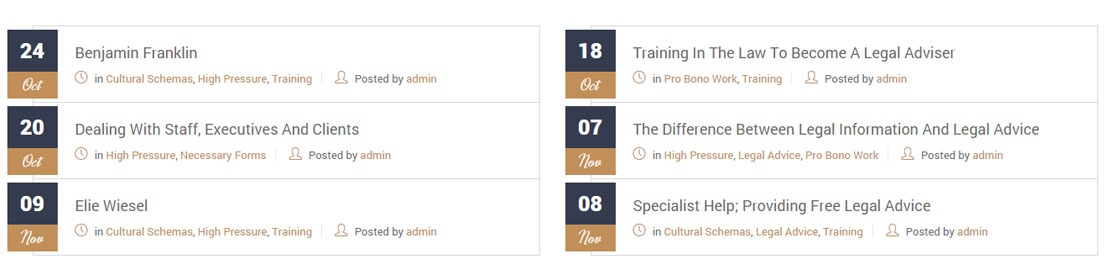 24
Oct
Benjamin Franklin
in Cultural Schemas, High Pressure, Training Posted by admin
20
Oct
Dealing With Staff, Executives And Clients
in High Pressure, Necessary Forms Posted by admin
09
Nov
Elie Wiesel
in Cultural Schemas, High Pressure, Training Posted by admin
18
Oct
Training In The Law To Become A Legal Adviser
in Pro Bono Work, Training Posted by admin
07
Nov
The Difference Between Legal Information And Legal Advice
in High Pressure, Legal Advice, Pro Bono Work Posted by admin
08
Nov
Specialist Help; Providing Free Legal Advice
in Cultural Schemas, Legal Advice, Training Posted by admin